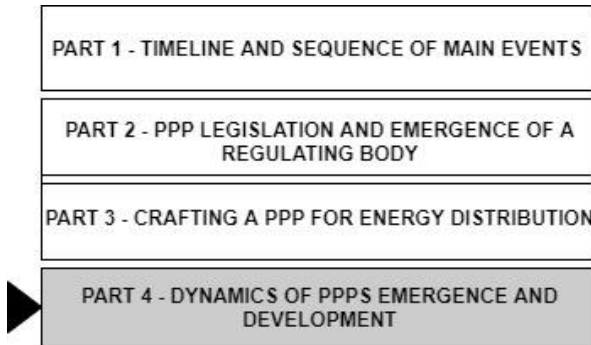 PART 1 - TIMELINE AND SEQUENCE OF MAIN EVENTS
PART 2 - PPP LEGISLATION AND EMERGENCE OF A
REGULATING BODY
PART 3 - CRAFTING A PPP FOR ENERGY DISTRIBUTION
PART 4 - DYNAMICS OF PPPS EMERGENCE AND
DEVELOPMENT